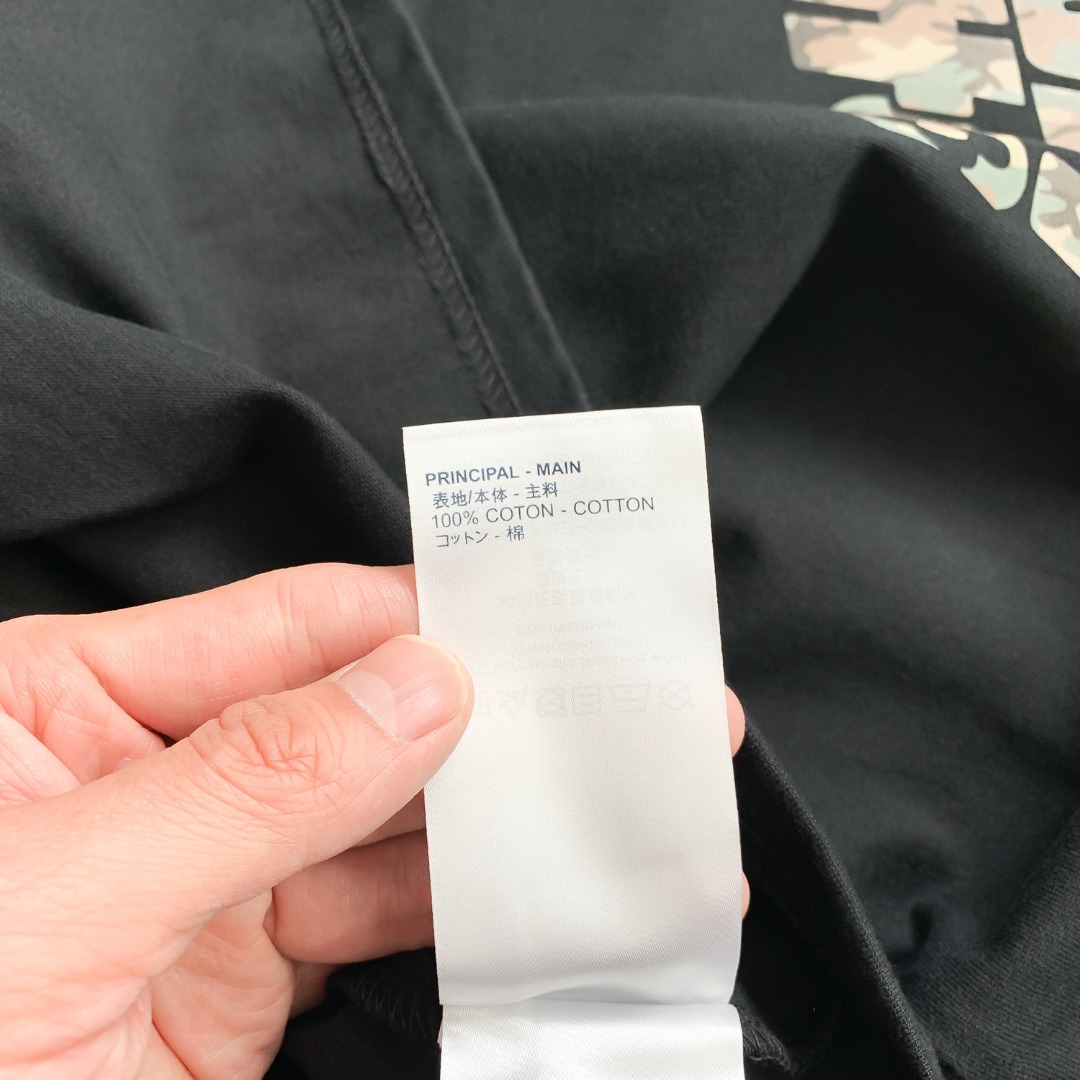 PRINCIPAL - MAIN
表地/本体 - 主料
100% COTON - COTTON
コットン - 棉